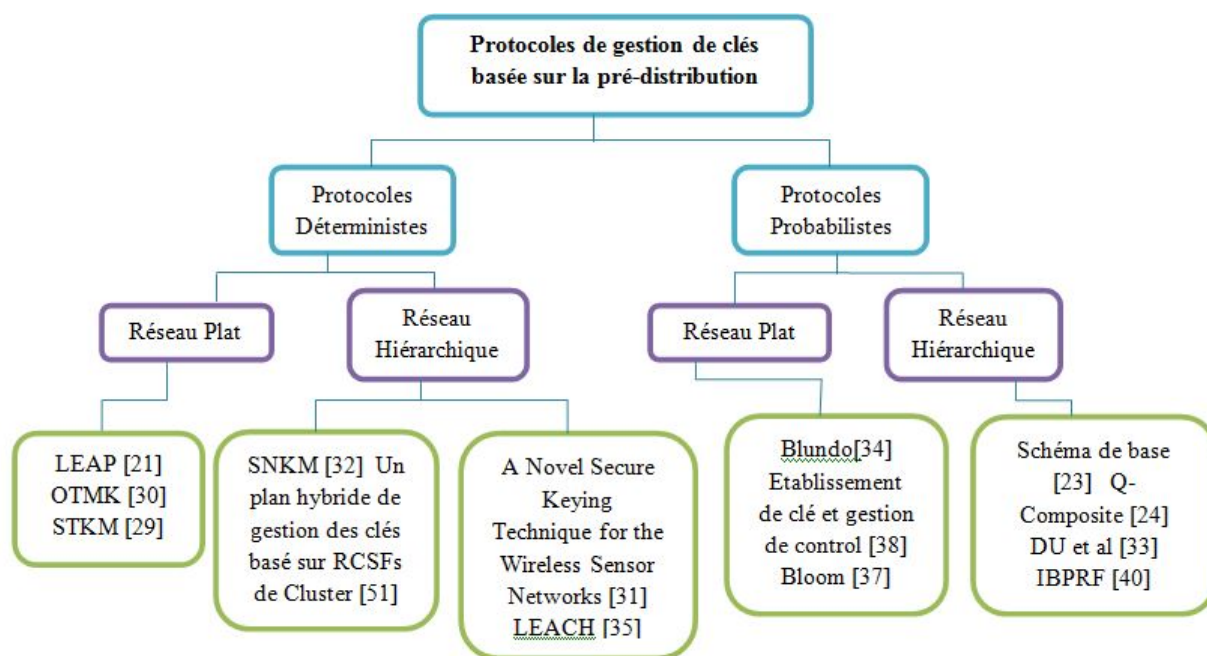 Protocoles de gestion de clés
basée sur la pré-distribution
Protocoles
Déterministes
Protocoles
Probabilistes
Réseau Plat
Réseau
Hiérarchique
Réseau Plat
Réseau
Hiérarchique
LEAP [21]
OTMK [30]
STKM [29]
SNKM [32] Un
plan hybride de
gestion des clés
basé sur RCSFs
de Cluster [51]
A Novel Secure
Keying
Technique for the
Wireless Sensor
Networks [31]
LEACH [35]
Blundo[34]
Etablissement
de clé et gestion
de control [38]
Bloom [37]
Schéma de base
[23] Q-
Composite [24]
DU et al [33]
IBPRF [40]